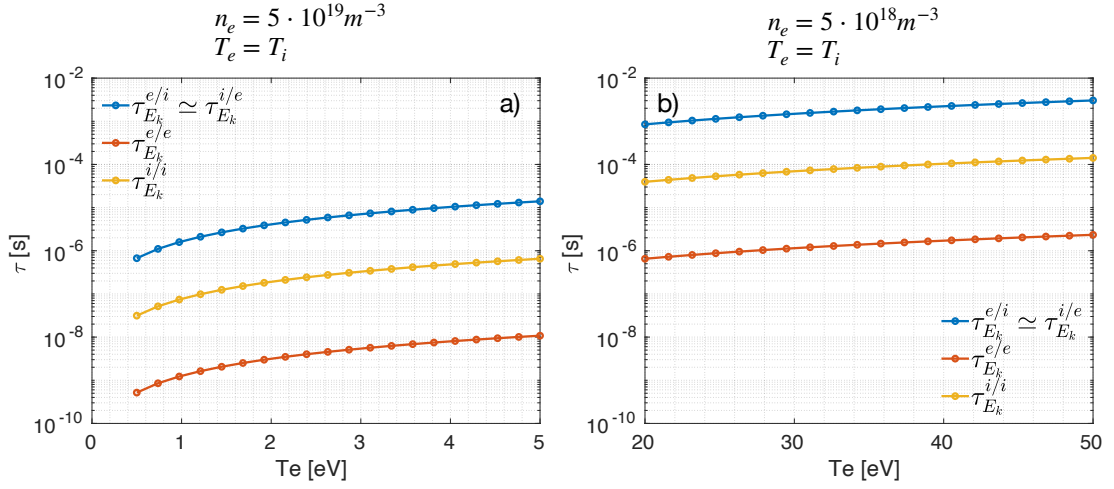 n_e = 5 · 10^{19} m^{-3}
T_e = T_i
n_e = 5 · 10^{18} m^{-3}
T_e = T_i
a)
τ_{E_k}^{e/i} ≃ τ_{E_k}^{i/e}
τ_{E_k}^{e/e}
τ_{E_k}^{i/i}
10^{-2}
10^{-4}
10^{-6}
10^{-8}
10^{-10}
τ [s]
0 1 2 3 4 5
Te [eV]
b)
10^{-2}
10^{-4}
10^{-6}
10^{-8}
10^{-10}
τ [s]
τ_{E_k}^{e/i} ≃ τ_{E_k}^{i/e}
τ_{E_k}^{e/e}
τ_{E_k}^{i/i}
20 30 40 50
Te [eV]